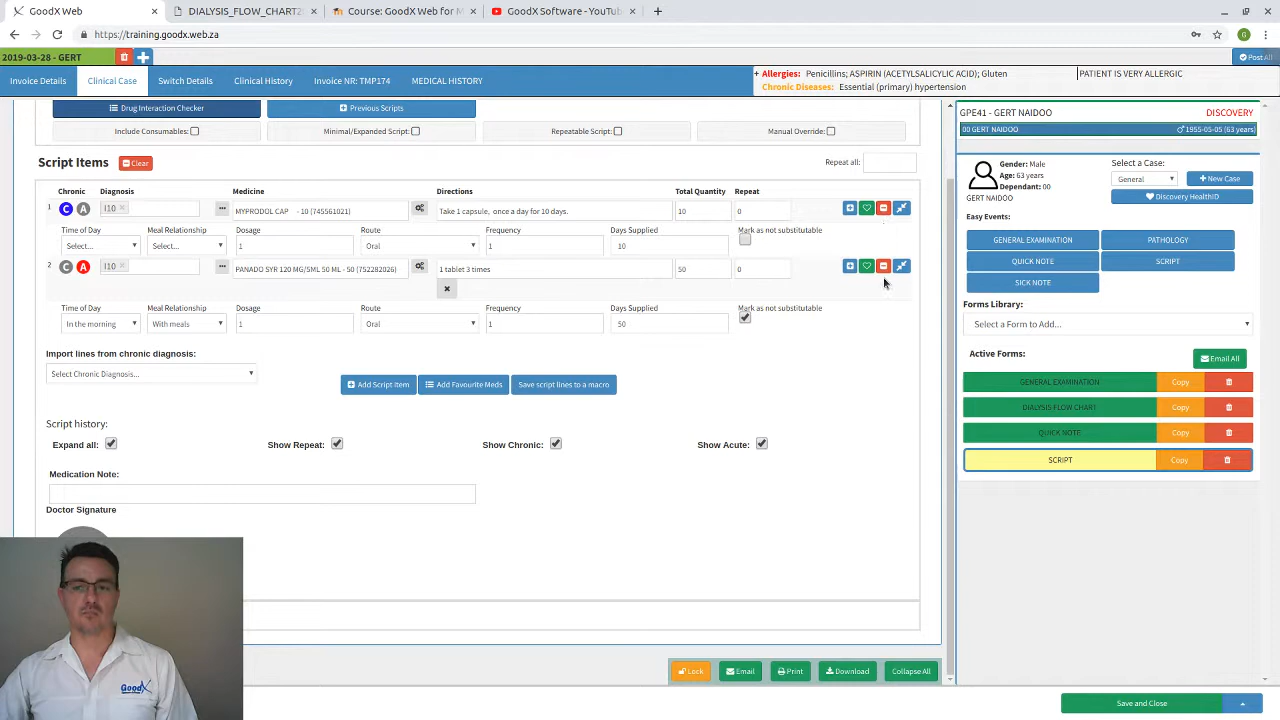 GoodX Web
DIALYSIS_FLOW_CHART2
Course: GoodX Web for M
GoodX Software - YouTu
https://training.goodx.web.za
G
2019-03-28 - GERT
Post All
Invoice Details
Clinical Case
Switch Details
Clinical History
Invoice NR: TMP174
MEDICAL HISTORY
+ Allergies: Penicillins; ASPIRIN (ACETYLSALICYLIC ACID); Gluten
Chronic Diseases: Essential (primary) hypertension
PATIENT IS VERY ALLERGIC
Drug Interaction Checker
Previous Scripts
Include Consumables:
Minimal/Expanded Script:
Repeatable Script:
Manual Override:
Script Items
Clear
Repeat all:
Chronic Diagnosis Medicine Directions Total Quantity Repeat
1 C A I10 × MYPRODOL CAP - 10 (745561021) Take 1 capsule, once a day for 10 days. 10 0
Time of Day Meal Relationship Dosage Route Frequency Days Supplied Mark as not substitutable
Select... Select... 1 Oral 1 10
2 C A I10 × PANADO SYR 120 MG/5ML 50 ML - 50 (752282026) 1 tablet 3 times 50 0
Time of Day Meal Relationship Dosage Route Frequency Days Supplied Mark as not substitutable
In the morning With meals 1 Oral 1 50
Import lines from chronic diagnosis:
Select Chronic Diagnosis...
Add Script Item
Add Favourite Meds
Save script lines to a macro
Script history:
Expand all:
Show Repeat:
Show Chronic:
Show Acute:
Medication Note:
Doctor Signature
GoodX
Lock
Email
Print
Download
Collapse All
GPE41 - GERT NAIDOO
DISCOVERY
00 GERT NAIDOO
1955-05-05 (63 years)
Gender: Male
Age: 63 years
Dependant: 00
GERT NAIDOO
Select a Case:
General
New Case
Discovery HealthID
Easy Events:
GENERAL EXAMINATION
PATHOLOGY
QUICK NOTE
SCRIPT
SICK NOTE
Forms Library:
Select a Form to Add...
Active Forms:
Email All
GENERAL EXAMINATION Copy
DIALYSIS FLOW CHART Copy
QUICK NOTE Copy
SCRIPT Copy
Save and Close